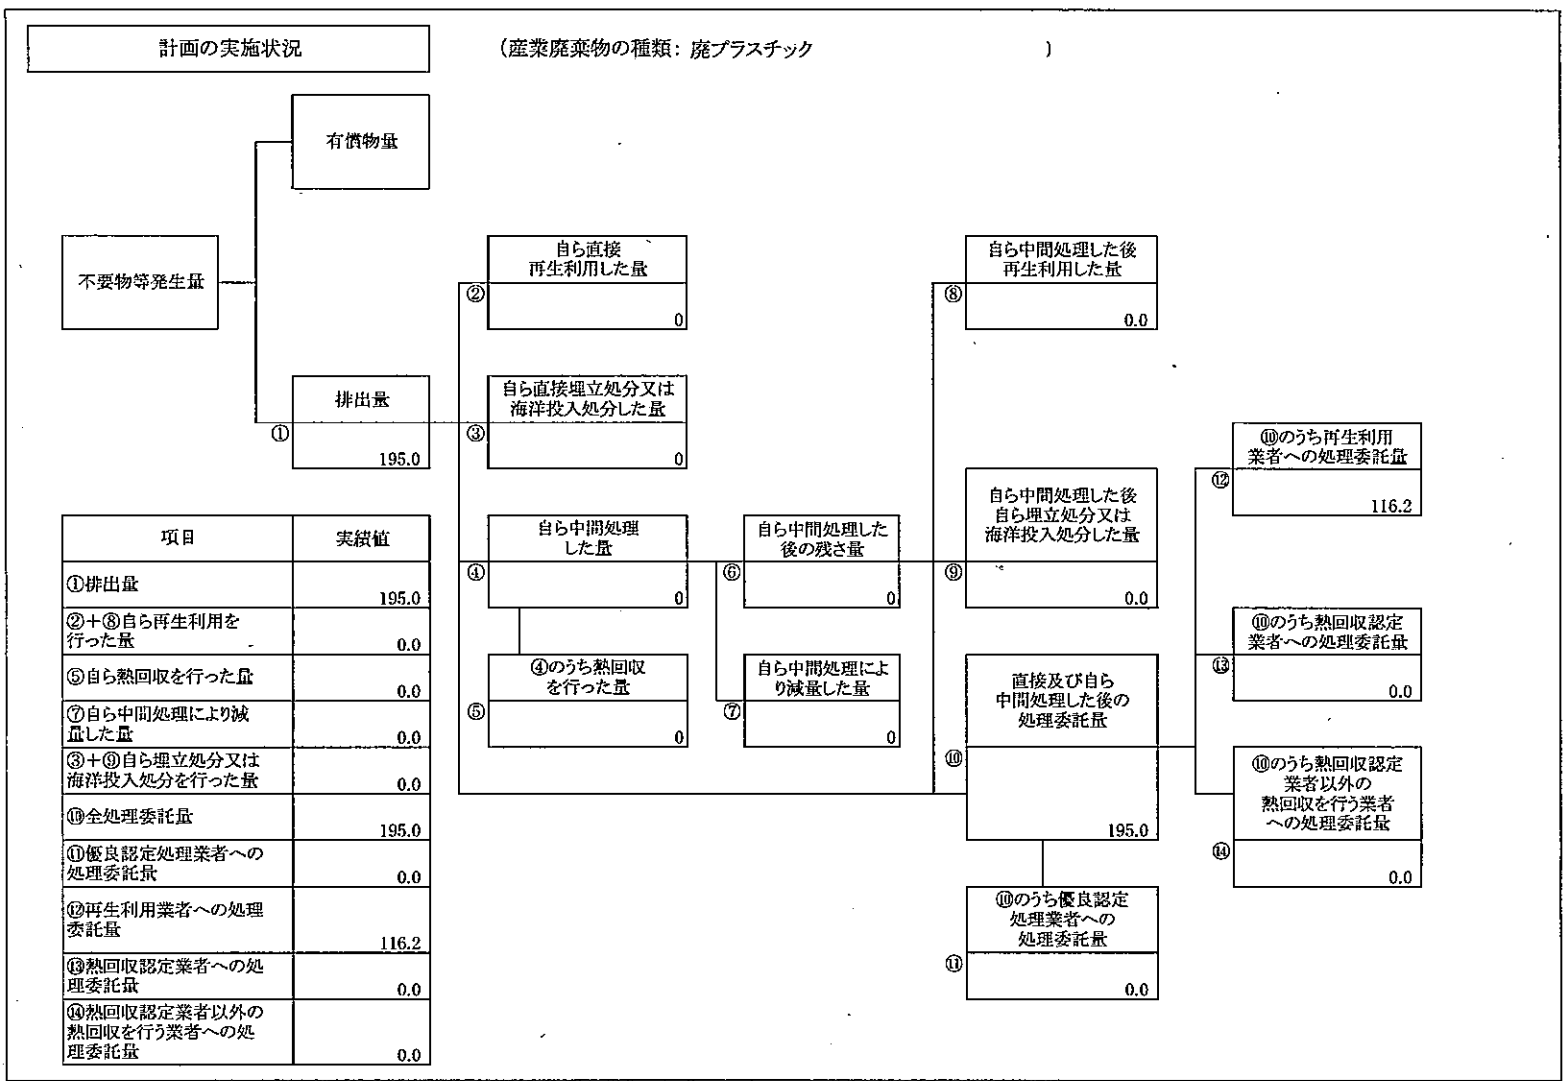 計画の実施状況
(産業廃棄物の種類: 廃プラスチック )
有償物量
不要物等発生量
排出量
①
195.0
自ら直接
再生利用した量
②
0
自ら直接埋立処分又は
海洋投入処分した量
③
0
自ら中間処理
した量
④
0
④のうち熱回収
を行った量
⑤
0
自ら中間処理した
後の残さ量
⑥
0
自ら中間処理によ
り減量した量
⑦
0
自ら中間処理した後
再生利用した量
⑧
0.0
自ら中間処理した後
自ら埋立処分又は
海洋投入処分した量
⑨
0.0
直接及び自ら
中間処理した後の
処理委託量
⑩
195.0
⑩のうち優良認定
処理業者への
処理委託量
⑪
0.0
⑩のうち再生利用
業者への処理委託量
⑫
116.2
⑩のうち熱回収認定
業者への処理委託量
⑬
0.0
⑩のうち熱回収認定
業者以外の
熱回収を行う業者
への処理委託量
⑭
0.0
項目 実績値
①排出量
195.0
②+⑧自ら再生利用を
行った量
0.0
⑤自ら熱回収を行った量
0.0
⑦自ら中間処理により減
量した量
0.0
③+⑨自ら埋立処分又は
海洋投入処分を行った量
0.0
⑩全処理委託量
195.0
⑪優良認定処理業者への
処理委託量
0.0
⑫再生利用業者への処理
委託量
116.2
⑬熱回収認定業者への処
理委託量
0.0
⑭熱回収認定業者以外の
熱回収を行う業者への処
理委託量
0.0